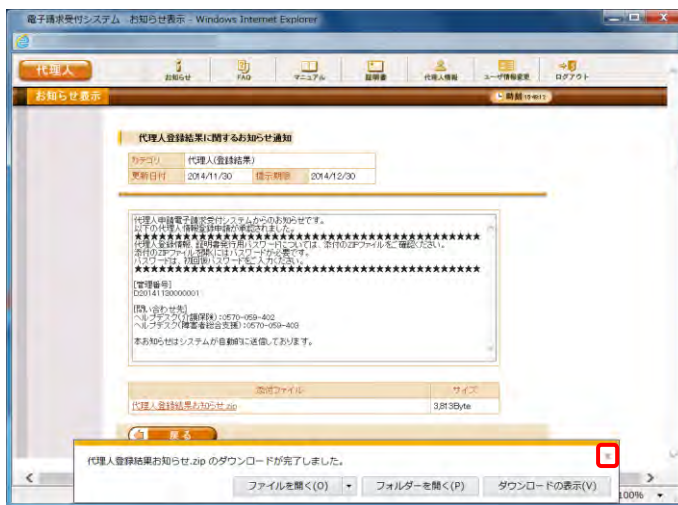 電子請求受付システム お知らせ表示 - Windows Internet Explorer
代理人
お知らせ
FAQ
マニュアル
証明書
代理人情報
ユーザ情報変更
ログアウト
お知らせ表示
時刻
代理人登録結果に関するお知らせ通知
カテゴリ 代理人(登録結果)
更新日付 2014/11/30 掲示期限 2014/12/30
代理人申請電子請求受付システムからのお知らせです。
以下の代理人情報登録申請が承認されました。
★★★★★★★★★★★★★★★★★★★★★★★★★★★★★★★★★★★★★★★
代理人登録情報、証明書発行用パスワードについては、添付のZIPファイルをご確認ください。
添付のZIPファイルを開くにはパスワードが必要です。
パスワードは、初回仮パスワードをご入力ください。
★★★★★★★★★★★★★★★★★★★★★★★★★★★★★★★★★★★★★★★
[管理番号]
D20141130000001
[問い合わせ先]
ヘルプデスク(介護保険):0570-059-402
ヘルプデスク(障害者総合支援):0570-059-403
本お知らせはシステムが自動的に送信しております。
添付ファイル サイズ
代理人登録結果お知らせ.zip 3,813Byte
戻る
代理人登録結果お知らせ.zip のダウンロードが完了しました。
×
ファイルを開く(O) フォルダーを開く(P) ダウンロードの表示(V)
100%